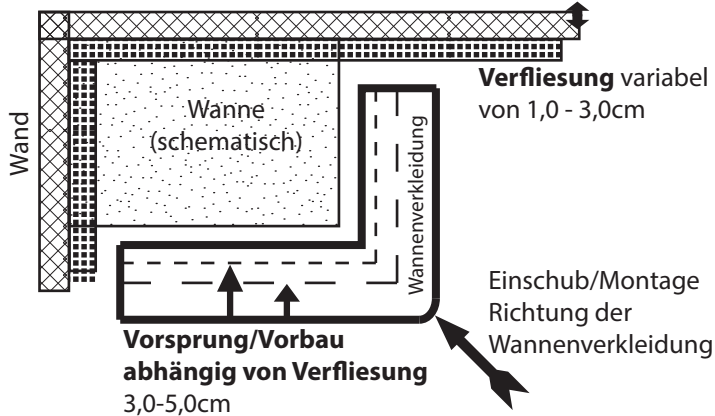 Wand
Wanne
(schematisch)
Verfliesung variabel
von 1,0 - 3,0cm
Wannenverkleidung
Einschub/Montage
Richtung der
Wannenverkleidung
Vorsprung/Vorbau
abhängig von Verfliesung
3,0-5,0cm